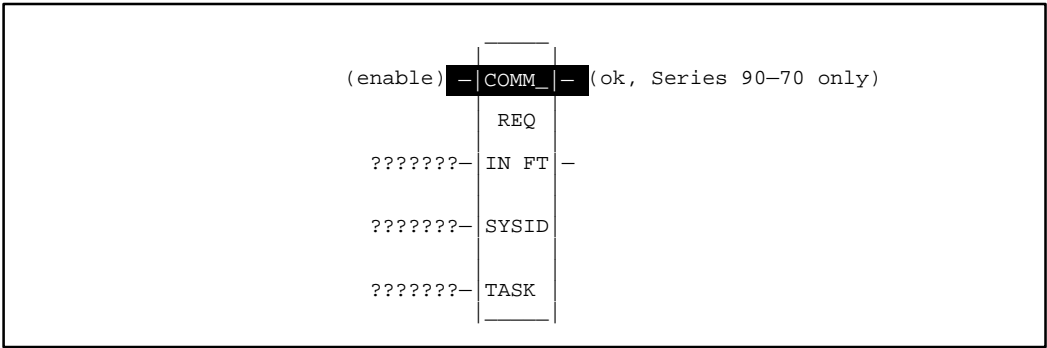 (enable) –|COMM_|– (ok, Series 90–70 only)
REQ
???????–|IN FT|–
???????–|SYSID|
???????–|TASK |